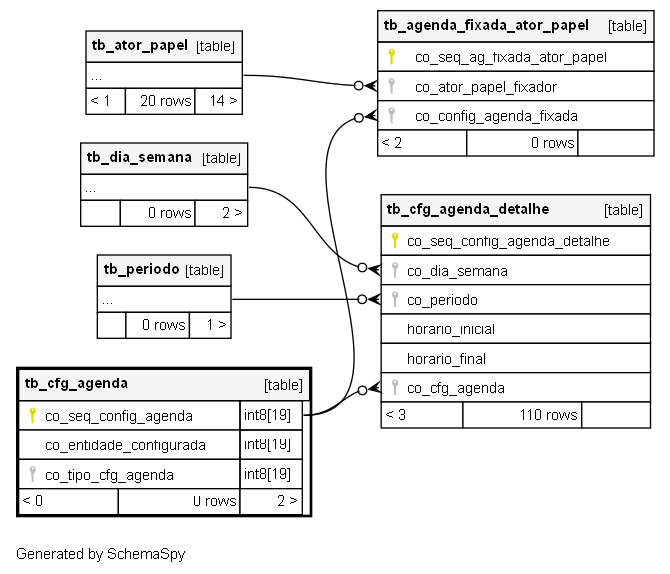 tb_ator_papel [table]
...
< 1 20 rows 14 >
tb_dia_semana [table]
...
0 rows 2 >
tb_periodo [table]
...
0 rows 1 >
tb_cfg_agenda [table]
co_seq_config_agenda int8[19]
co_entidade_configurada int8[19]
co_tipo_cfg_agenda int8[19]
< 0 0 rows 2 >
tb_agenda_fixada_ator_papel [table]
co_seq_ag_fixada_ator_papel
co_ator_papel_fixador
co_config_agenda_fixada
< 2 0 rows
tb_cfg_agenda_detalhe [table]
co_seq_config_agenda_detalhe
co_dia_semana
co_periodo
horario_inicial
horario_final
co_cfg_agenda
< 3 110 rows
Generated by SchemaSpy